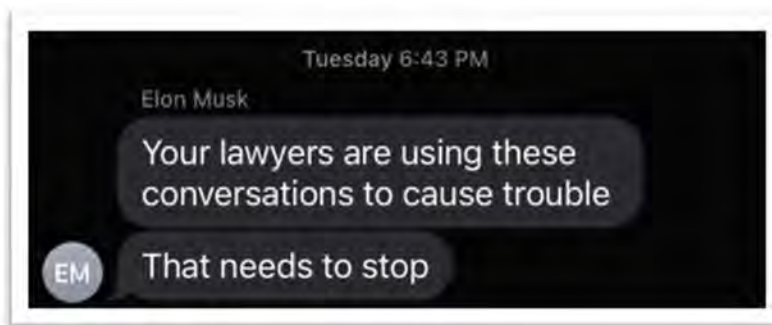 Tuesday 6:43 PM
Elon Musk
Your lawyers are using these
conversations to cause trouble
That needs to stop
EM